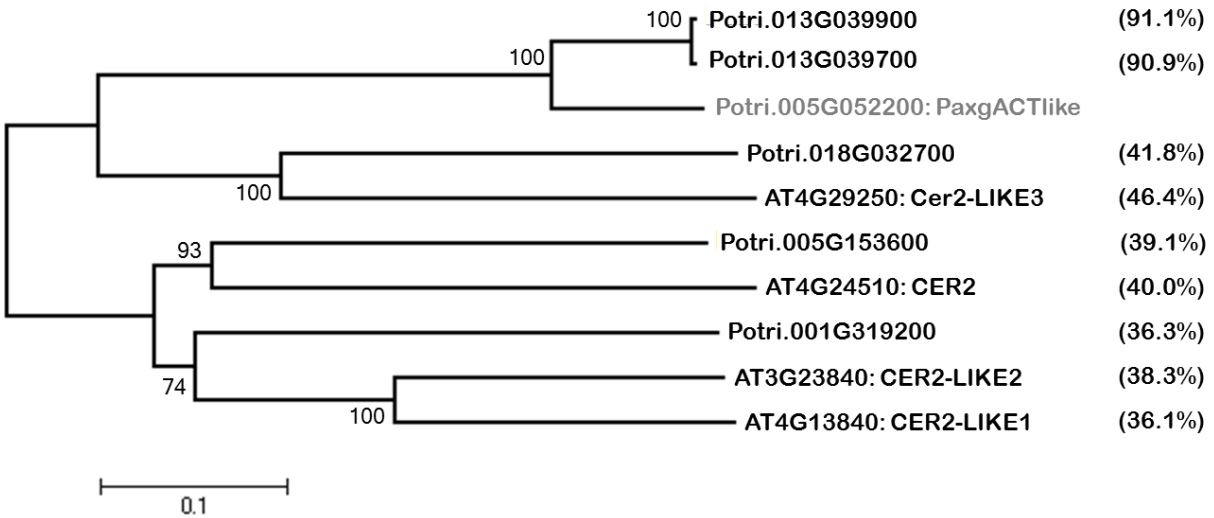 100 Potri.013G039900 (91.1%)
100 Potri.013G039700 (90.9%)
Potri.005G052200: PaxgACTlike
Potri.018G032700 (41.8%)
100 AT4G29250: Cer2-LIKE3 (46.4%)
93 Potri.005G153600 (39.1%)
AT4G24510: CER2 (40.0%)
Potri.001G319200 (36.3%)
74 AT3G23840: CER2-LIKE2 (38.3%)
100 AT4G13840: CER2-LIKE1 (36.1%)
0.1